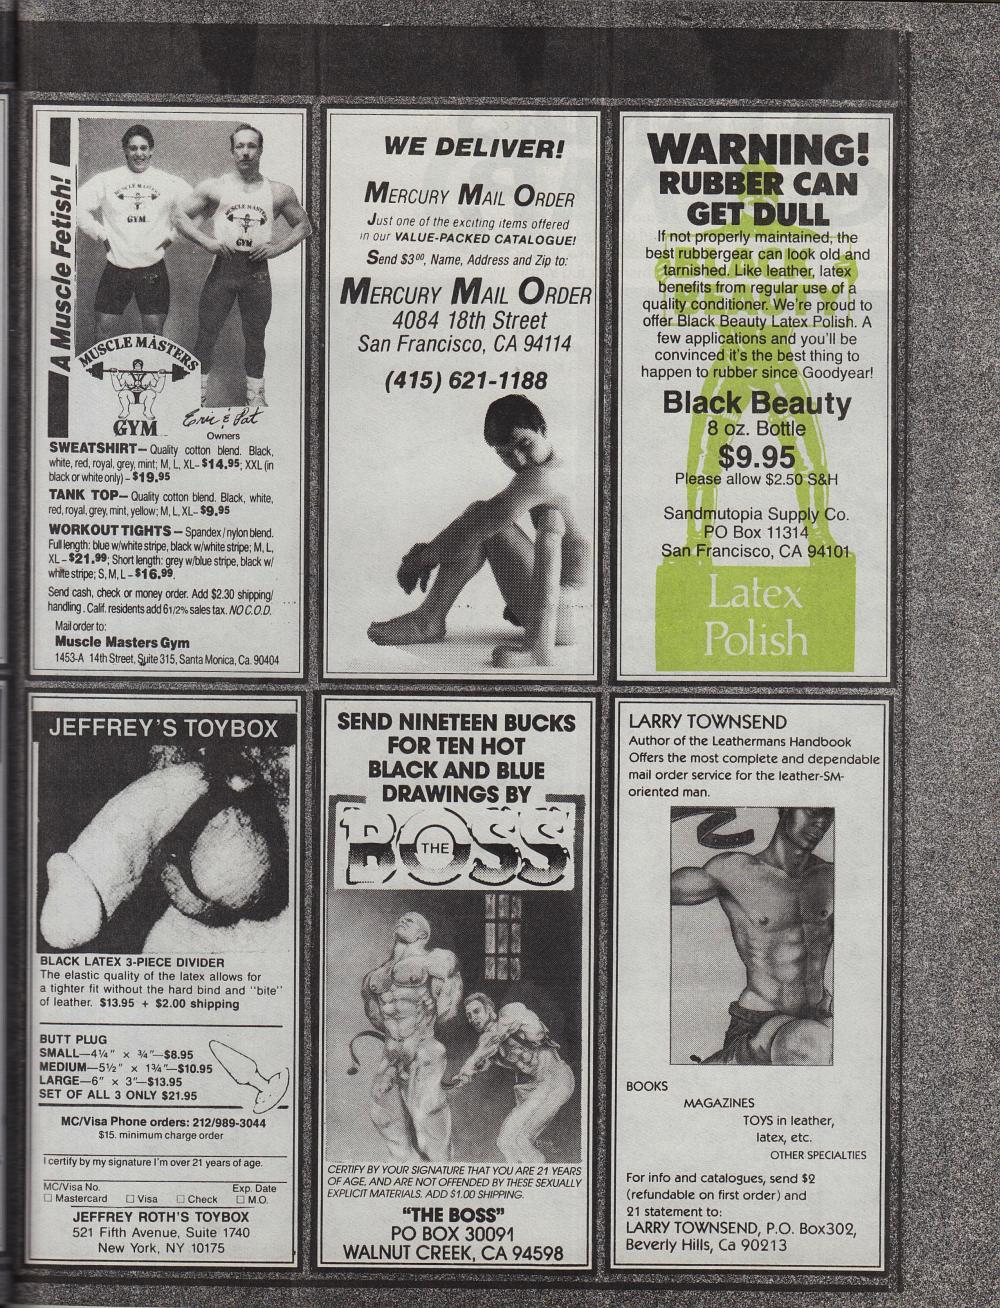 A Muscle Fetish!
MUSCLE MASTERS
GYM
MUSCLE MASTERS
GYM
MUSCLE MASTERS
GYM
Eric & Pat
Owners
SWEATSHIRT— Quality cotton blend. Black,
white, red, royal, grey, mint; M, L, XL– $14.95; XXL (in
black or white only) – $19.95
TANK TOP— Quality cotton blend. Black, white,
red, royal, grey, mint, yellow; M, L, XL– $9.95
WORKOUT TIGHTS – Spandex / nylon blend.
Full length: blue w/white stripe, black w/white stripe; M, L,
XL – $21.99; Short length: grey w/blue stripe, black w/
white stripe; S, M, L – $16.99.
Send cash, check or money order. Add $2.30 shipping/
handling . Calif. residents add 6 1/2% sales tax. NO C.O.D.
Mail order to:
Muscle Masters Gym
1453-A 14th Street, Suite 315, Santa Monica, Ca. 90404
WE DELIVER!
MERCURY MAIL ORDER
Just one of the exciting items offered
in our VALUE-PACKED CATALOGUE!
Send $3⁰⁰, Name, Address and Zip to:
MERCURY MAIL ORDER
4084 18th Street
San Francisco, CA 94114
(415) 621-1188
WARNING!
RUBBER CAN
GET DULL
If not properly maintained, the
best rubbergear can look old and
tarnished. Like leather, latex
benefits from regular use of a
quality conditioner. We're proud to
offer Black Beauty Latex Polish. A
few applications and you'll be
convinced it's the best thing to
happen to rubber since Goodyear!
Black Beauty
8 oz. Bottle
$9.95
Please allow $2.50 S&H
Sandmutopia Supply Co.
PO Box 11314
San Francisco, CA 94101
Latex
Polish
JEFFREY'S TOYBOX
BLACK LATEX 3-PIECE DIVIDER
The elastic quality of the latex allows for
a tighter fit without the hard bind and "bite"
of leather. $13.95 + $2.00 shipping
BUTT PLUG
SMALL—4¼" × ¾"—$8.95
MEDIUM—5½" × 1¾"—$10.95
LARGE—6" × 3"—$13.95
SET OF ALL 3 ONLY $21.95
MC/Visa Phone orders: 212/989-3044
$15. minimum charge order
I certify by my signature I'm over 21 years of age.
MC/Visa No. Exp. Date
☐ Mastercard ☐ Visa ☐ Check ☐ M.O.
JEFFREY ROTH'S TOYBOX
521 Fifth Avenue, Suite 1740
New York, NY 10175
SEND NINETEEN BUCKS
FOR TEN HOT
BLACK AND BLUE
DRAWINGS BY
THE
BOSS
CERTIFY BY YOUR SIGNATURE THAT YOU ARE 21 YEARS
OF AGE, AND ARE NOT OFFENDED BY THESE SEXUALLY
EXPLICIT MATERIALS. ADD $1.00 SHIPPING.
"THE BOSS"
PO BOX 30091
WALNUT CREEK, CA 94598
LARRY TOWNSEND
Author of the Leathermans Handbook
Offers the most complete and dependable
mail order service for the leather-SM-
oriented man.
BOOKS
MAGAZINES
TOYS in leather,
latex, etc.
OTHER SPECIALTIES
For info and catalogues, send $2
(refundable on first order) and
21 statement to:
LARRY TOWNSEND, P.O. Box302,
Beverly Hills, Ca 90213